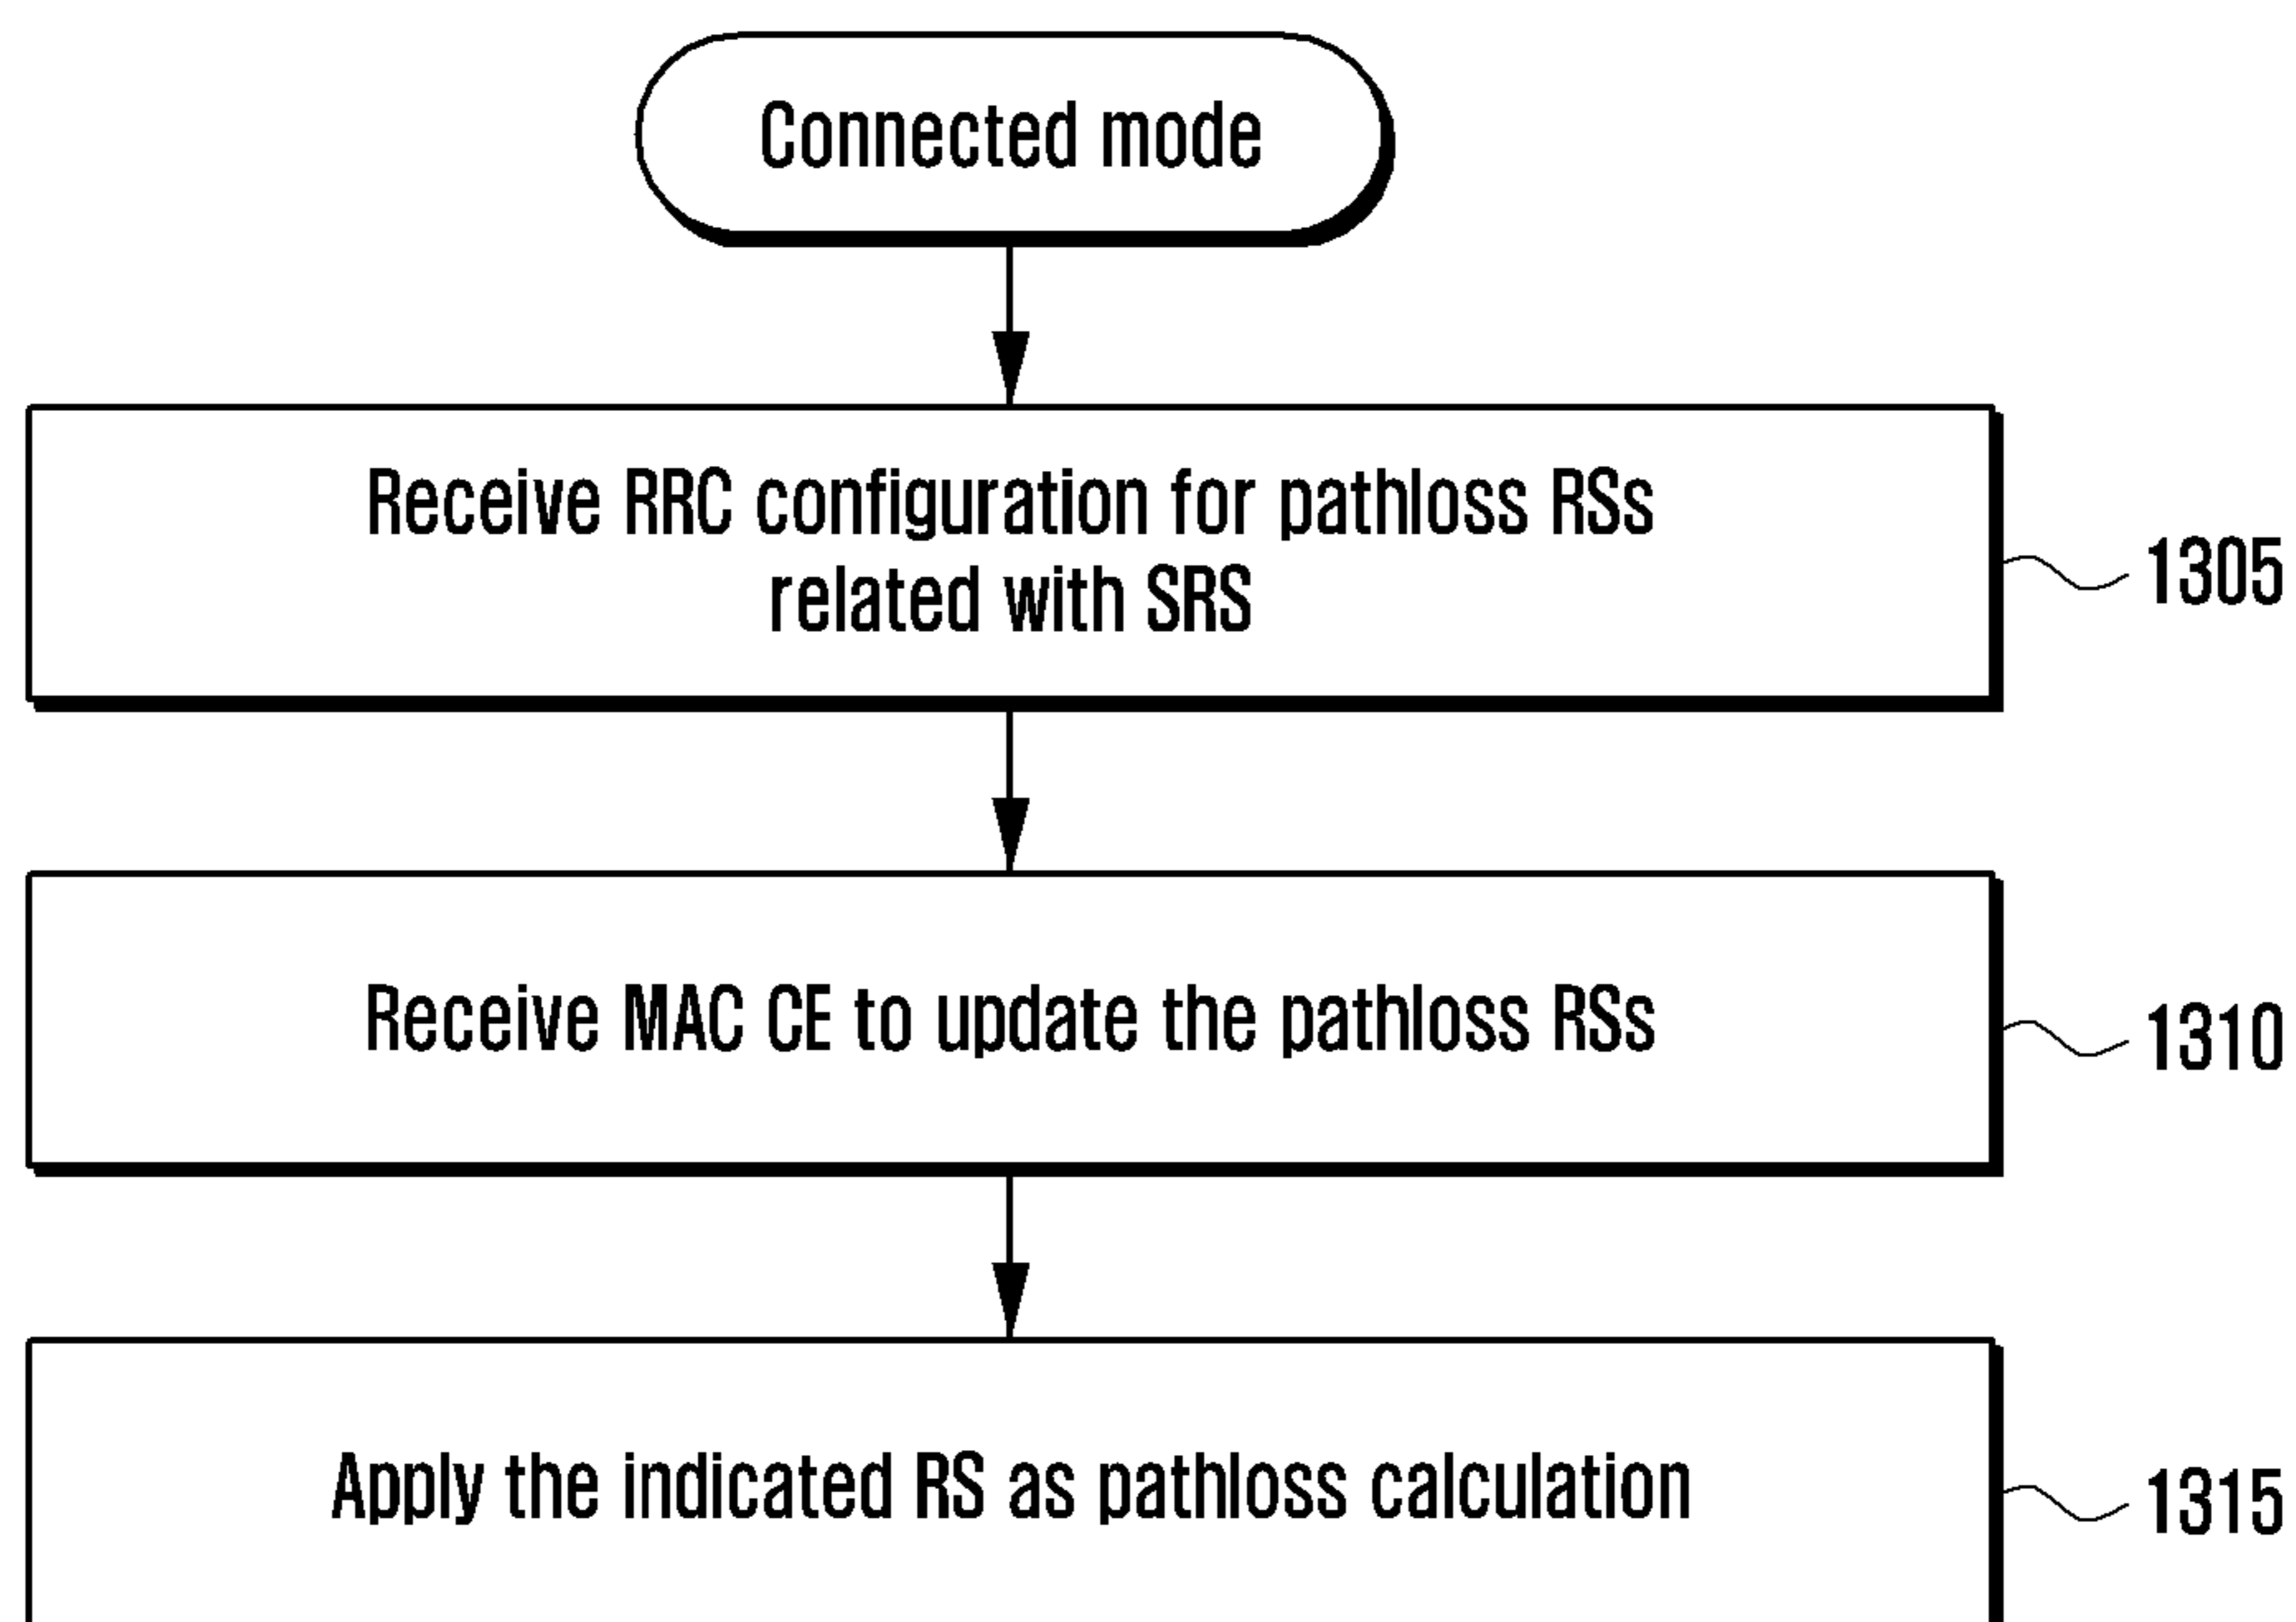 Connected mode
Receive RRC configuration for pathloss RSs
related with SRS
1305
Receive MAC CE to update the pathloss RSs
1310
Apply the indicated RS as pathloss calculation
1315